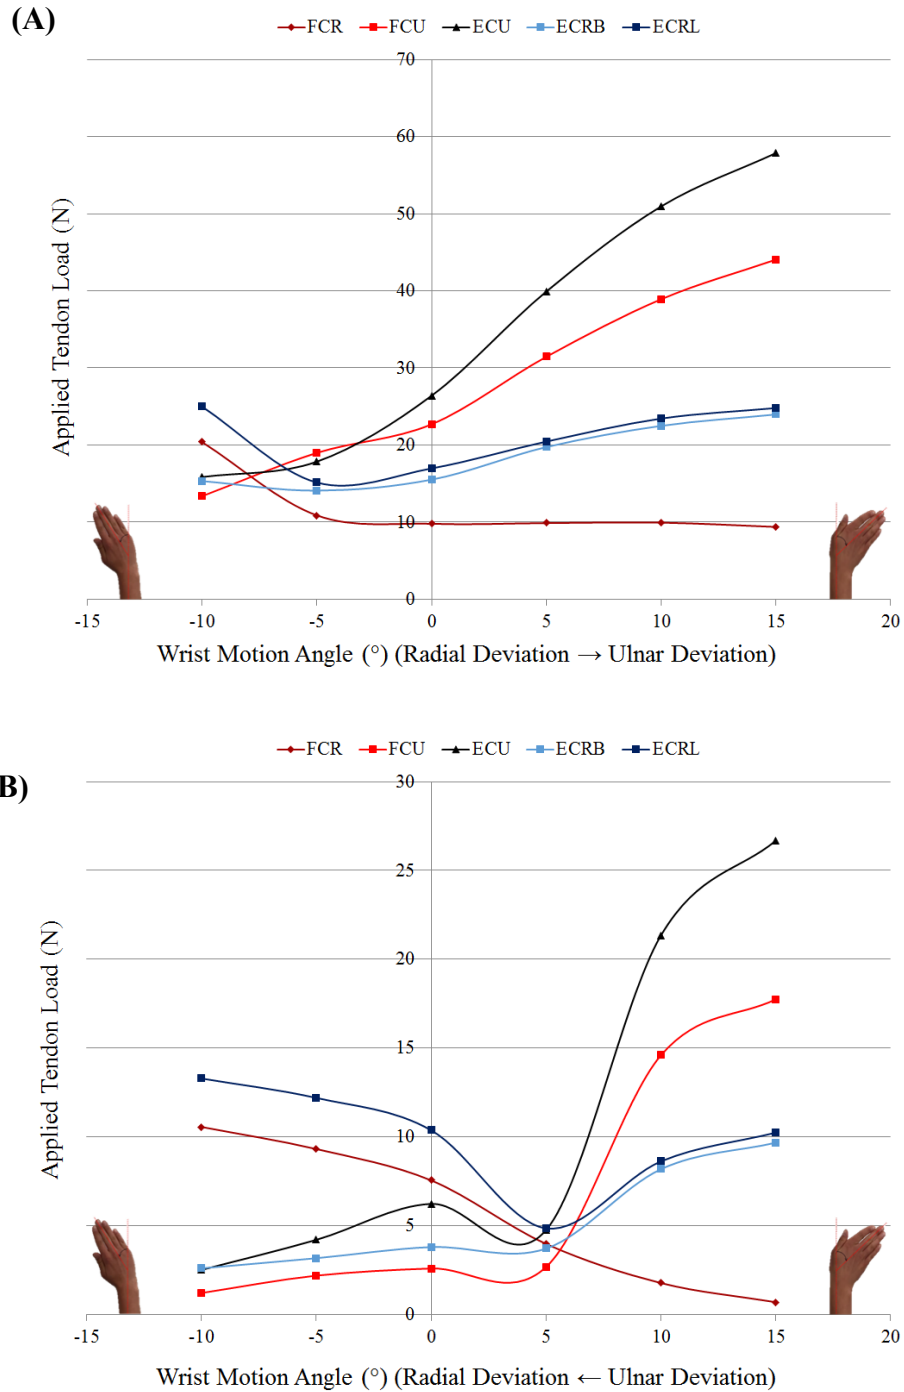 (A)
FCR FCU ECU ECRB ECRL
70
60
50
40
30
20
10
0
-15 -10 -5 0 5 10 15 20
Applied Tendon Load (N)
Wrist Motion Angle (°) (Radial Deviation → Ulnar Deviation)
B)
FCR FCU ECU ECRB ECRL
30
25
20
15
10
5
0
-15 -10 -5 0 5 10 15 20
Applied Tendon Load (N)
Wrist Motion Angle (°) (Radial Deviation ← Ulnar Deviation)